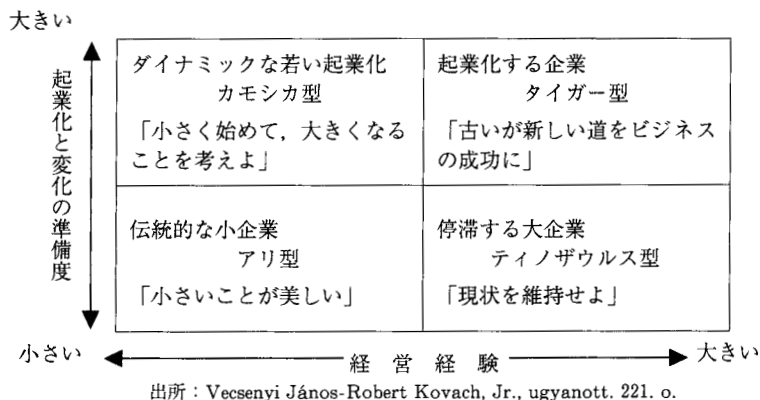 大きい
起業化と変化の準備度
ダイナミックな若い起業化
カモシカ型
「小さく始めて，大きくなる
ことを考えよ」
起業化する企業
タイガー型
「古いが新しい道をビジネス
の成功に」
伝統的な小企業
アリ型
「小さいことが美しい」
停滞する大企業
ティノザウルス型
「現状を維持せよ」
小さい
経営経験
大きい
出所：Vecsenyi János-Robert Kovach, Jr., ugyanott. 221. o.